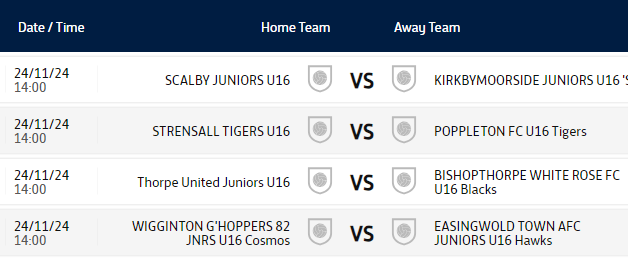 Date / Time Home Team Away Team
24/11/24
14:00
SCALBY JUNIORS U16 VS KIRKBYMOORSIDE JUNIORS U16
24/11/24
14:00
STRENSALL TIGERS U16 VS POPPLETON FC U16 Tigers
24/11/24
14:00
Thorpe United Juniors U16 VS BISHOPTHORPE WHITE ROSE FC
U16 Blacks
24/11/24
14:00
WIGGINTON G'HOPPERS 82
JNRS U16 Cosmos
VS
EASINGWOLD TOWN AFC
JUNIORS U16 Hawks